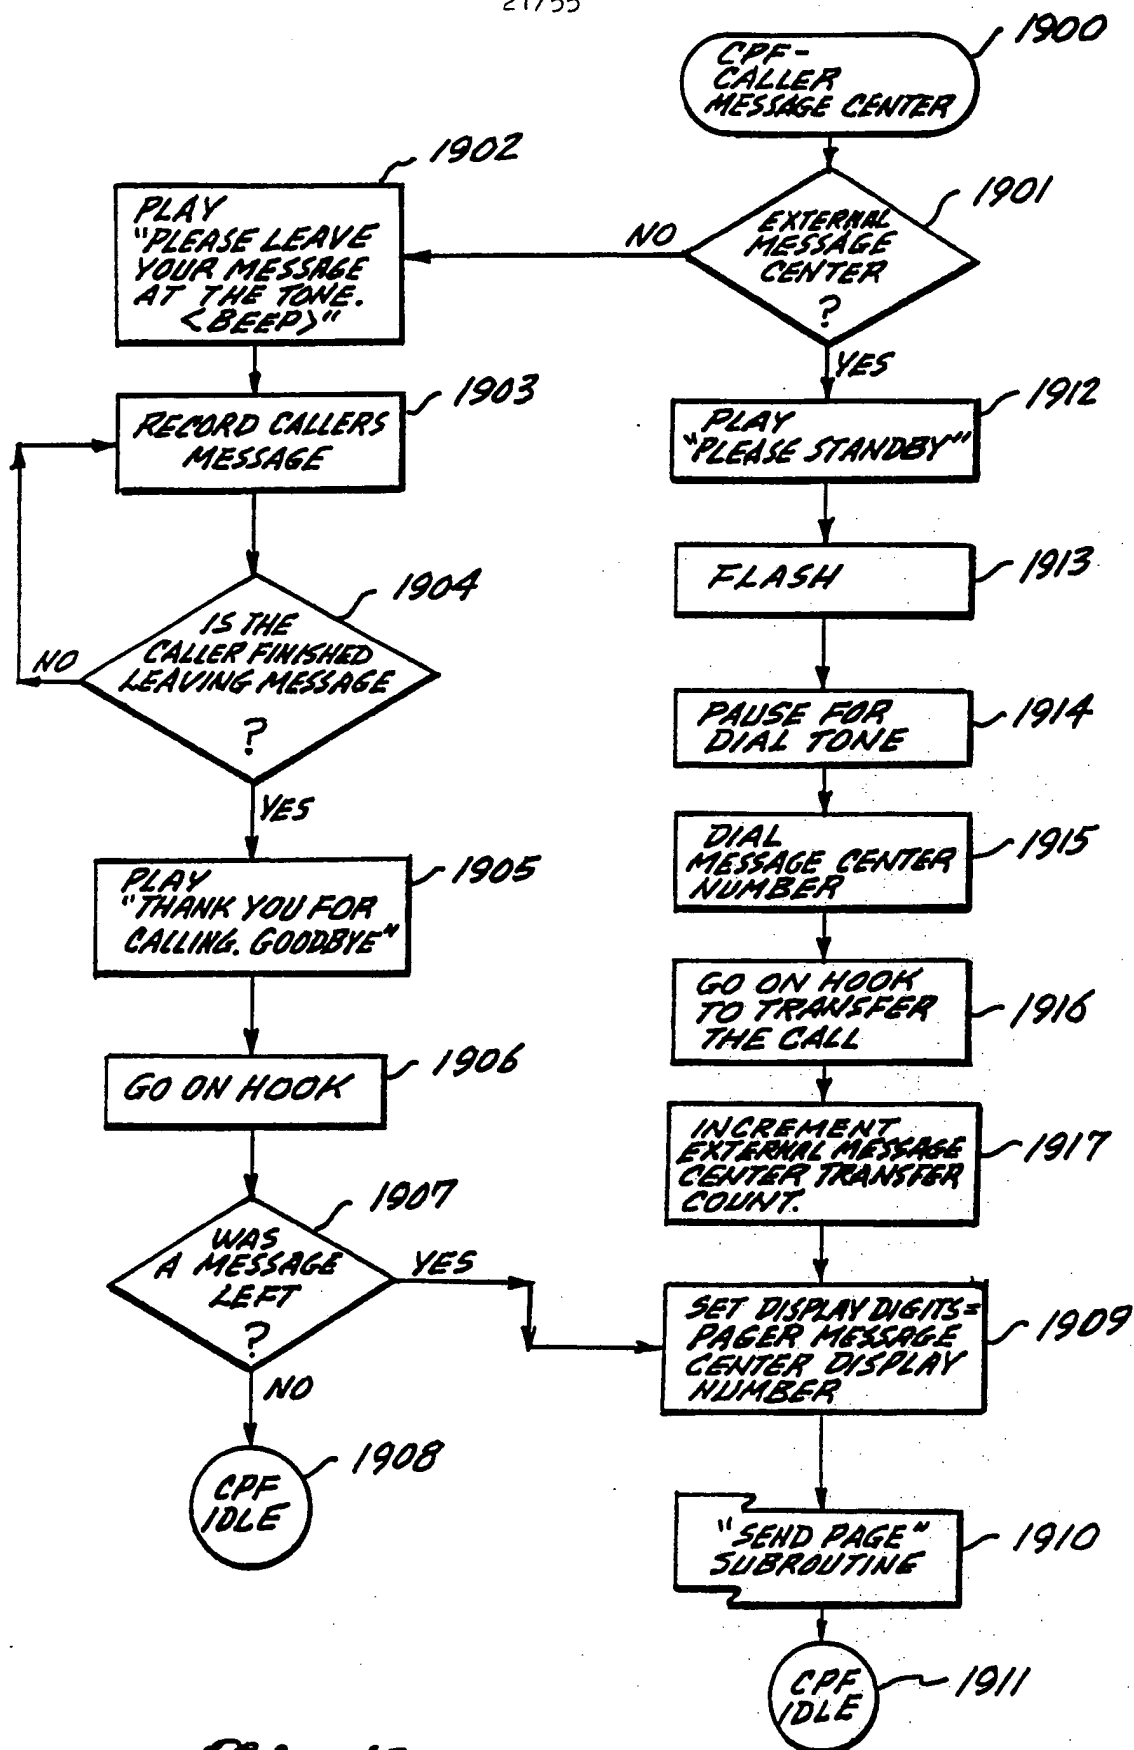 21/55
1900
CPF-
CALLER
MESSAGE CENTER
1901
EXTERNAL
MESSAGE
CENTER
?
NO
YES
1902
PLAY
"PLEASE LEAVE
YOUR MESSAGE
AT THE TONE.
<BEEP>"
1903
RECORD CALLERS
MESSAGE
1904
IS THE
CALLER FINISHED
LEAVING MESSAGE
?
NO
YES
1905
PLAY
"THANK YOU FOR
CALLING. GOODBYE"
1906
GO ON HOOK
1907
WAS
A MESSAGE
LEFT
?
YES
NO
1908
CPF
IDLE
1912
PLAY
"PLEASE STANDBY"
1913
FLASH
1914
PAUSE FOR
DIAL TONE
1915
DIAL
MESSAGE CENTER
NUMBER
1916
GO ON HOOK
TO TRANSFER
THE CALL
1917
INCREMENT
EXTERNAL MESSAGE
CENTER TRANSFER
COUNT.
1909
SET DISPLAY DIGITS=
PAGER MESSAGE
CENTER DISPLAY
NUMBER
1910
"SEND PAGE"
SUBROUTINE
1911
CPF
IDLE